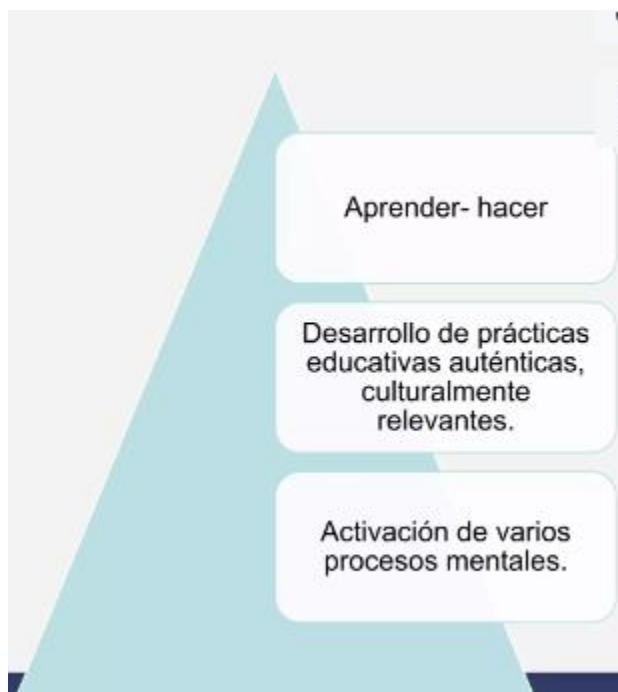 Aprender- hacer
Desarrollo de prácticas
educativas auténticas,
culturalmente
relevantes.
Activación de varios
procesos mentales.